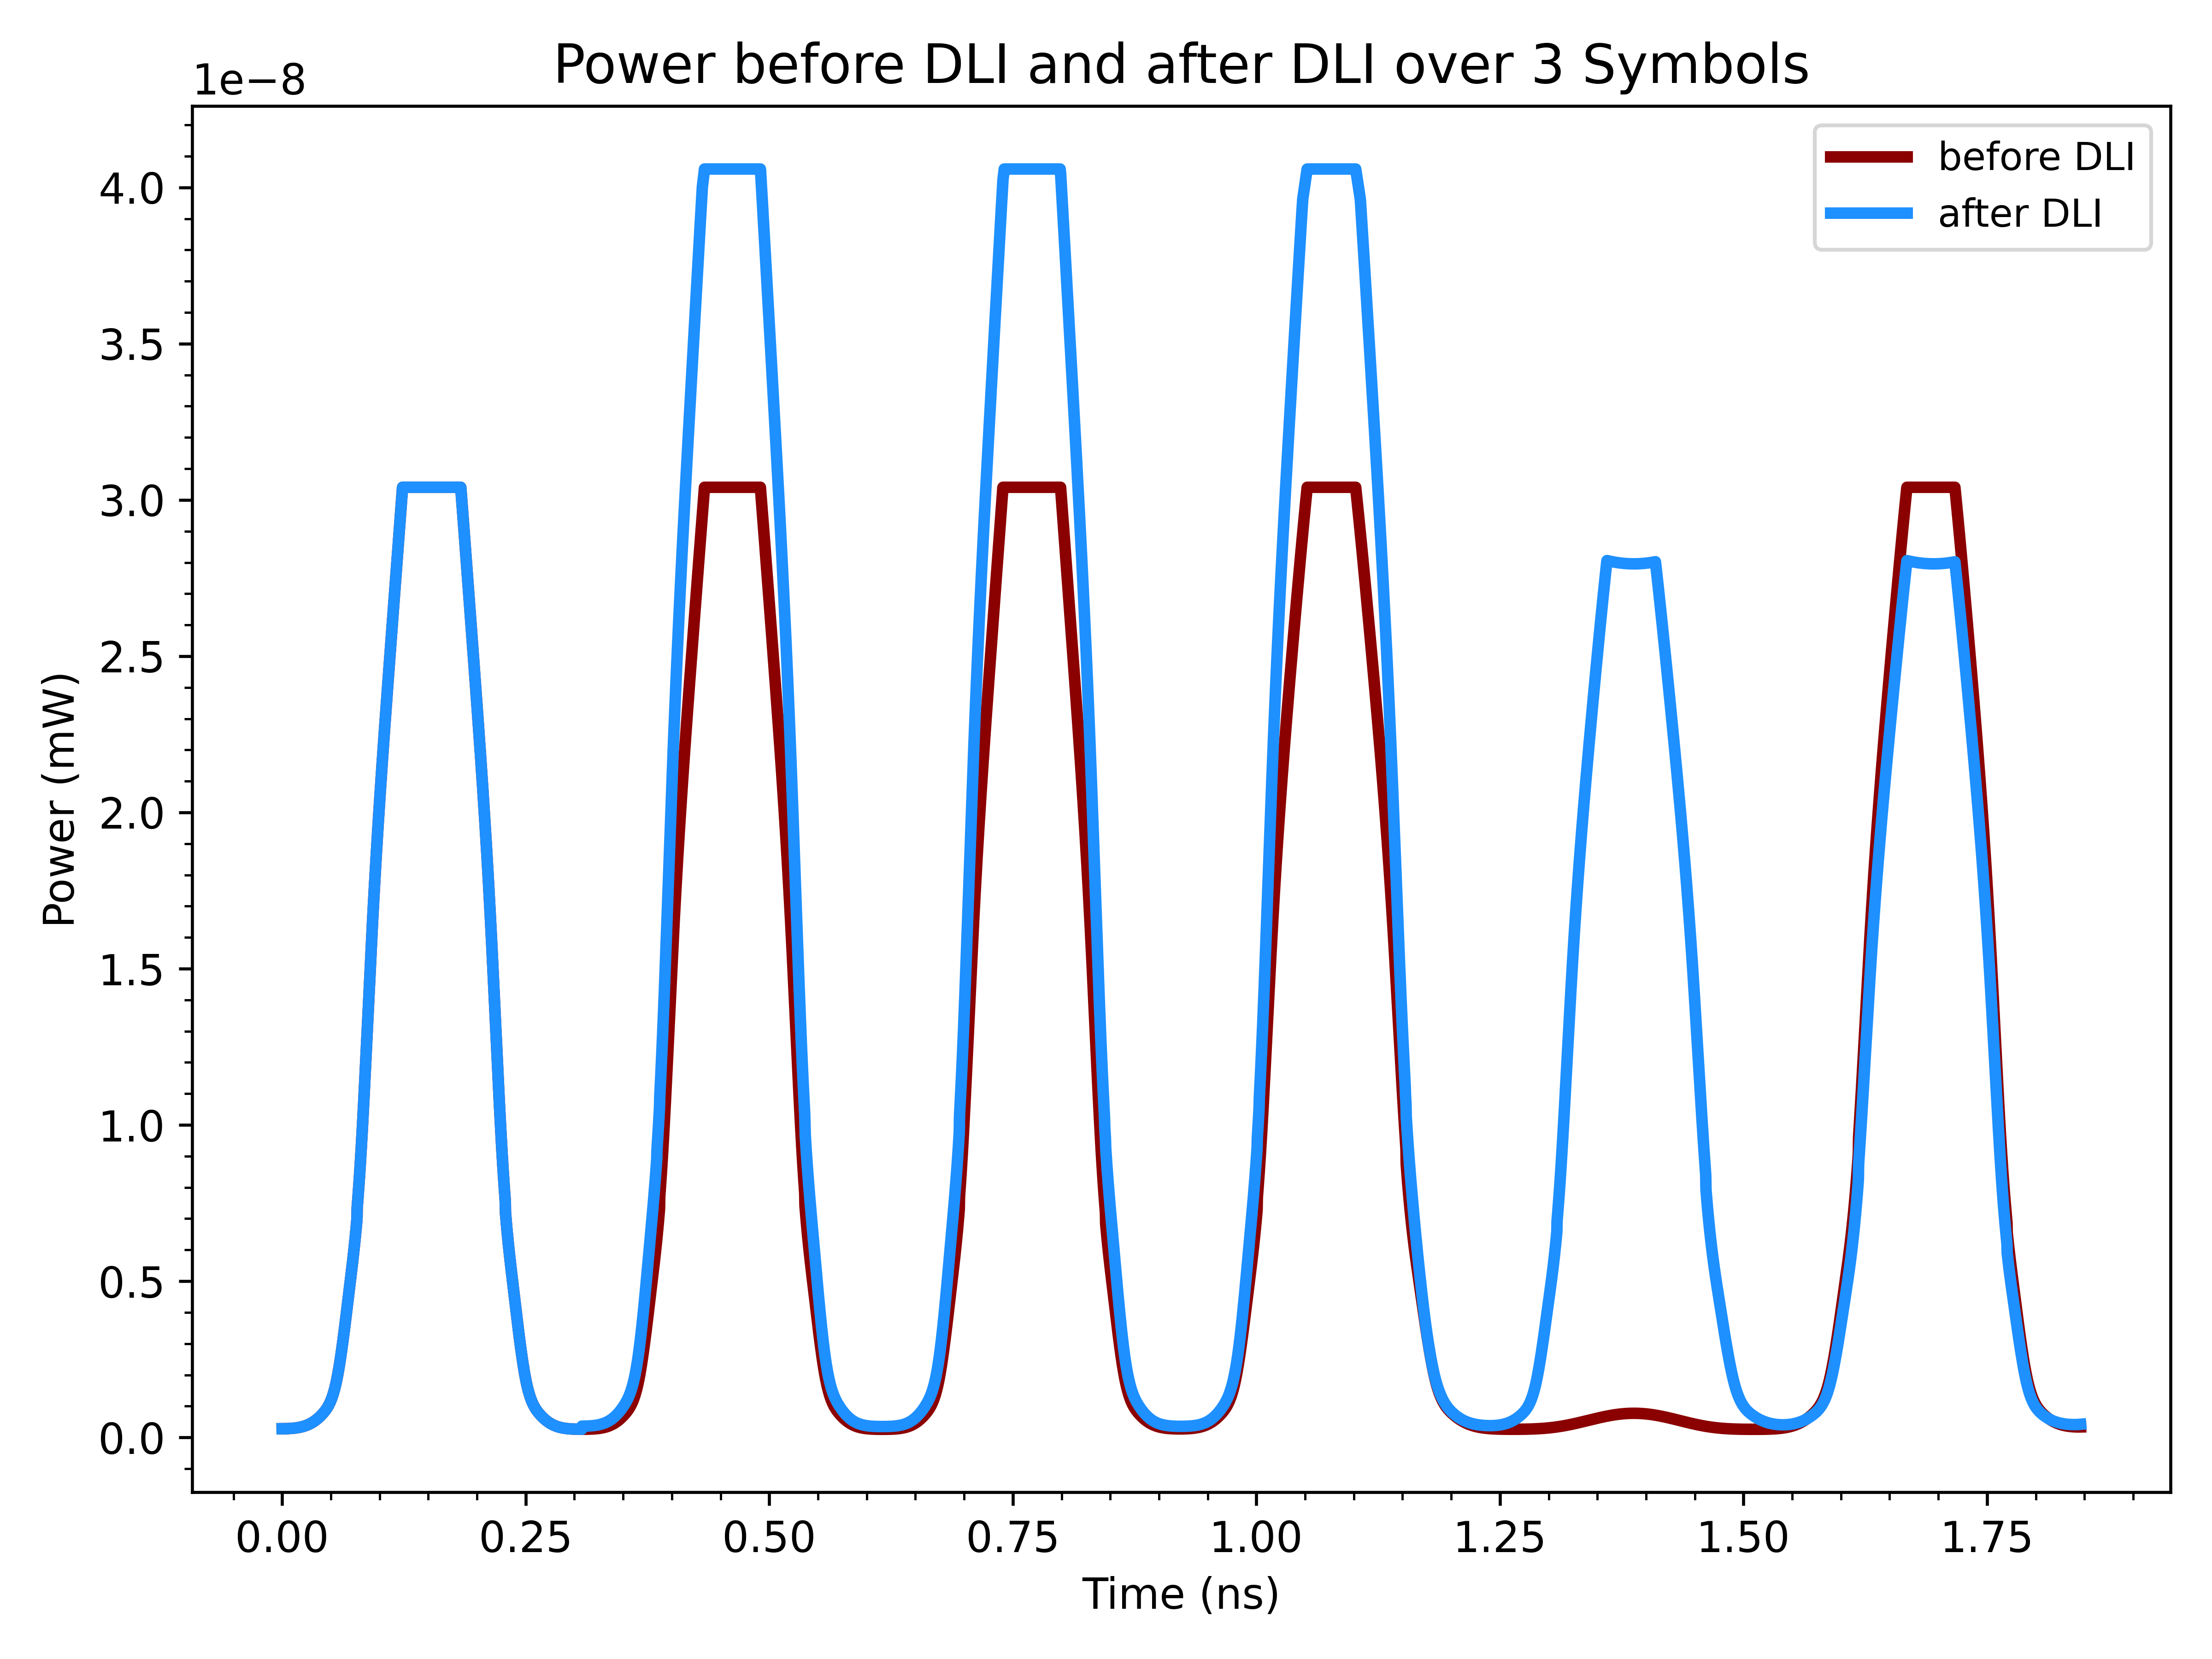 Power before DLI and after DLI over 3 Symbols
1e−8
before DLI
after DLI
4.0
3.5
3.0
2.5
2.0
1.5
1.0
0.5
0.0
Power (mW)
0.00 0.25 0.50 0.75 1.00 1.25 1.50 1.75
Time (ns)